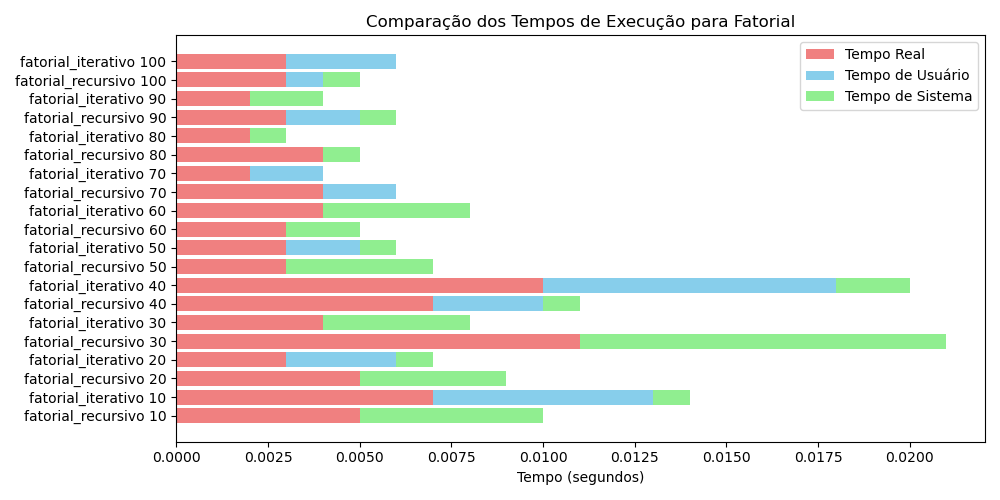 Comparação dos Tempos de Execução para Fatorial
Tempo Real
Tempo de Usuário
Tempo de Sistema
fatorial_iterativo 100
fatorial_recursivo 100
fatorial_iterativo 90
fatorial_recursivo 90
fatorial_iterativo 80
fatorial_recursivo 80
fatorial_iterativo 70
fatorial_recursivo 70
fatorial_iterativo 60
fatorial_recursivo 60
fatorial_iterativo 50
fatorial_recursivo 50
fatorial_iterativo 40
fatorial_recursivo 40
fatorial_iterativo 30
fatorial_recursivo 30
fatorial_iterativo 20
fatorial_recursivo 20
fatorial_iterativo 10
fatorial_recursivo 10
0.0000 0.0025 0.0050 0.0075 0.0100 0.0125 0.0150 0.0175 0.0200
Tempo (segundos)